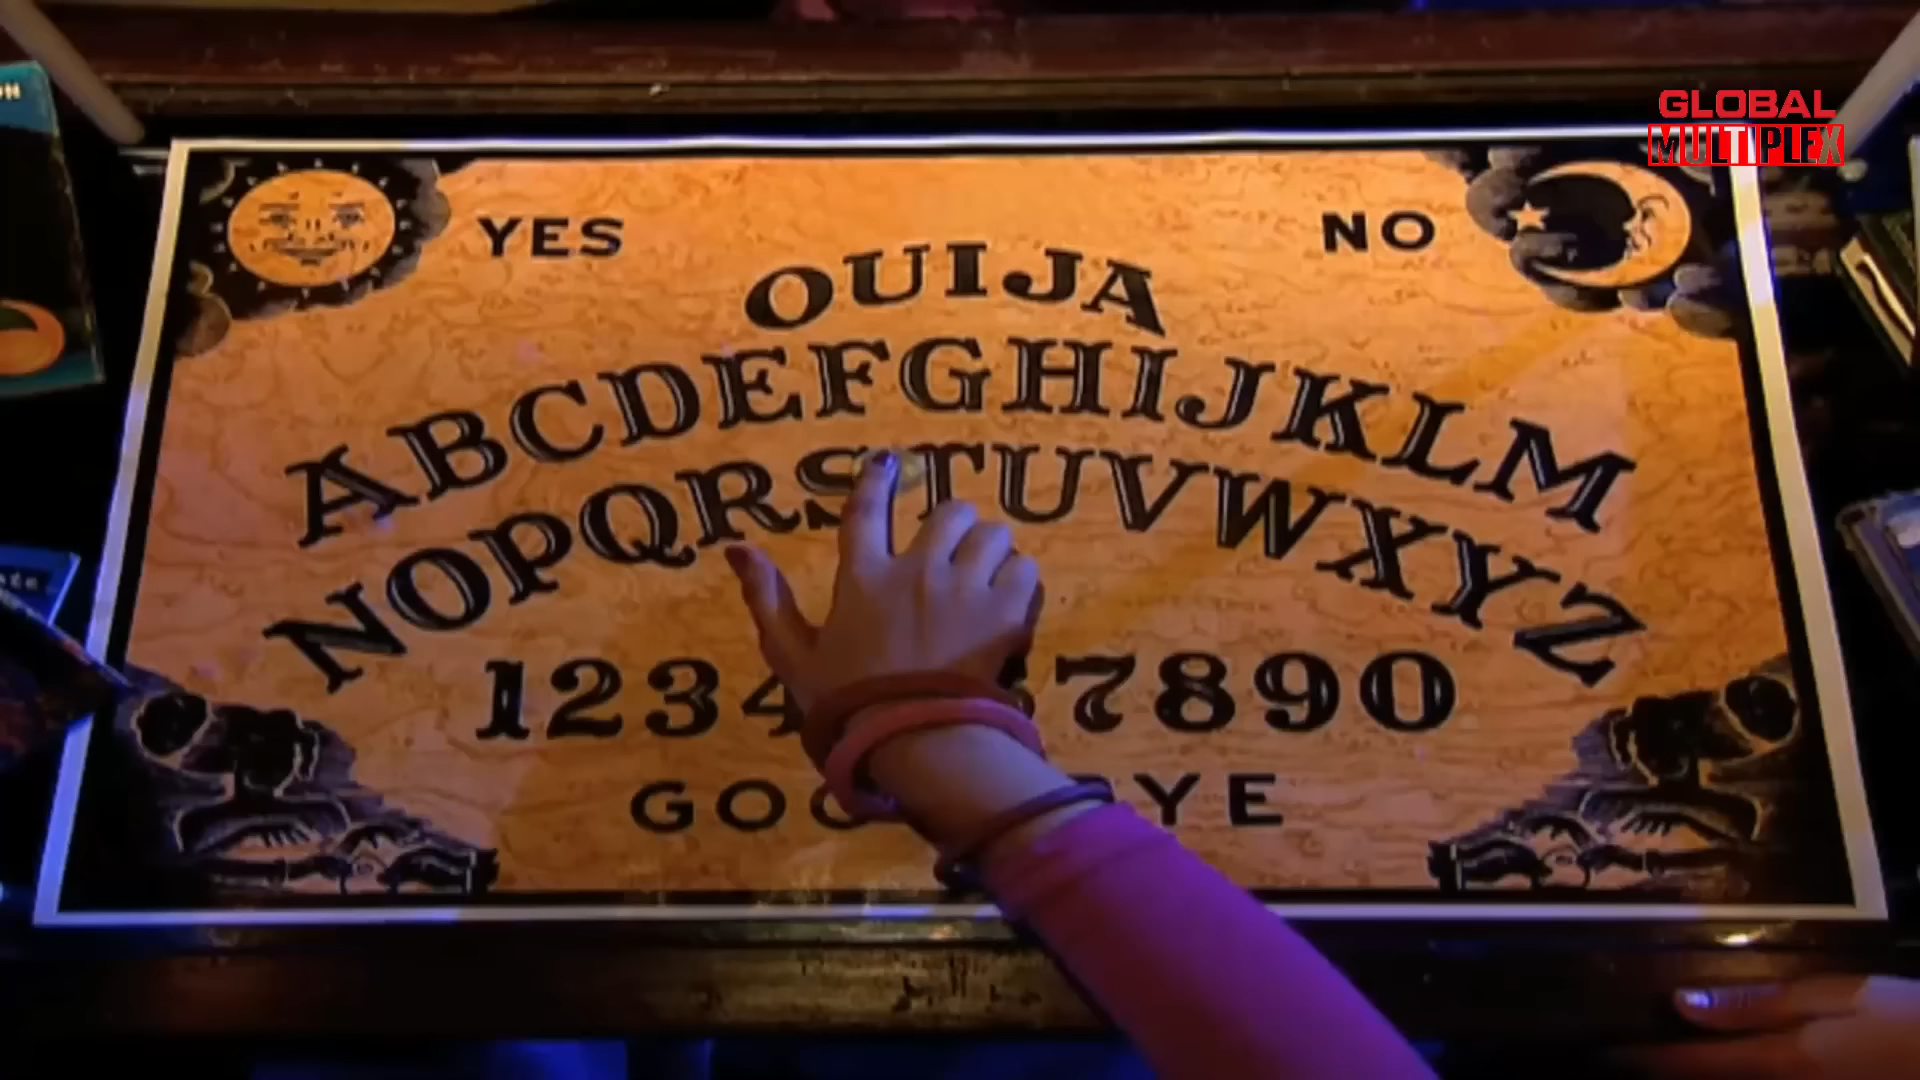 GLOBAL
MULTIPLEX
YES NO
OUIJA
ABCDEFGHIJKLM
NOPQRSTUVWXYZ
1234 7890
GOO YE